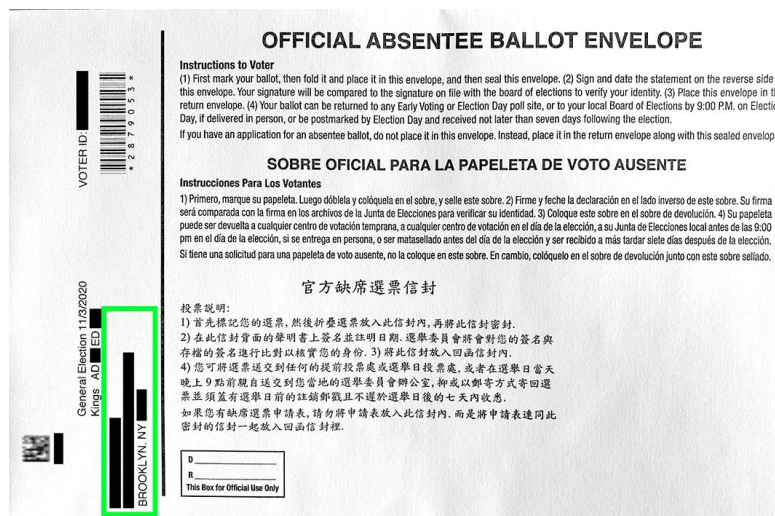 OFFICIAL ABSENTEE BALLOT ENVELOPE
Instructions to Voter
(1) First mark your ballot, then fold it and place it in this envelope, and then seal this envelope. (2) Sign and date the statement on the reverse side
this envelope. Your signature will be compared to the signature on file with the board of elections to verify your identity. (3) Place this envelope in t
return envelope. (4) Your ballot can be returned to any Early Voting or Election Day poll site, or to your local Board of Elections by 9:00 P.M. on Electi
Day, if delivered in person, or be postmarked by Election Day and received not later than seven days following the election.
If you have an application for an absentee ballot, do not place it in this envelope. Instead, place it in the return envelope along with this sealed envelop
SOBRE OFICIAL PARA LA PAPELETA DE VOTO AUSENTE
Instrucciones Para Los Votantes
1) Primero, marque su papeleta. Luego dóblela y colóquela en el sobre, y selle este sobre. 2) Firme y feche la declaración en el lado inverso de este sobre. Su firma
será comparada con la firma en los archivos de la Junta de Elecciones para verificar su identidad. 3) Coloque este sobre en el sobre de devolución. 4) Su papeleta
puede ser devuelta a cualquier centro de votación temprana, a cualquier centro de votación en el día de la elección, a su Junta de Elecciones local antes de las 9:00
pm en el día de la elección, si se entrega en persona, o ser matasellado antes del día de la elección y ser recibido a más tardar siete días después de la elección.
Si tiene una solicitud para una papeleta de voto ausente, no la coloque en este sobre. En cambio, colóquelo en el sobre de devolución junto con este sobre sellado.
官方缺席選票信封
投票説明:
1) 首先標記您的選票, 然後折疊選票放入此信封內, 再將此信封密封.
2) 在此信封背面的聲明書上簽名並註明日期. 選舉委員會將會對您的簽名與
存檔的簽名進行比對以核實您的身份. 3) 將此信封放入回函信封內.
4) 您可將選票送交到任何的提前投票處或選舉日投票處, 或者在選舉日當天
晚上9點前親自送交到您當地的選舉委員會辦公室, 抑或以郵寄方式寄回選
票並須蓋有選舉日前的註銷郵戳且不遲於選舉日後的七天內收悉.
如果您有缺席選票申請表, 請勿將申請表放入此信封內. 而是將申請表連同此
密封的信封一起放入回函信封裡.
D
R
This Box for Official Use Only
VOTER ID:
*28790053*
General Election 11/3/2020
Kings AD ED
BROOKLYN. NY